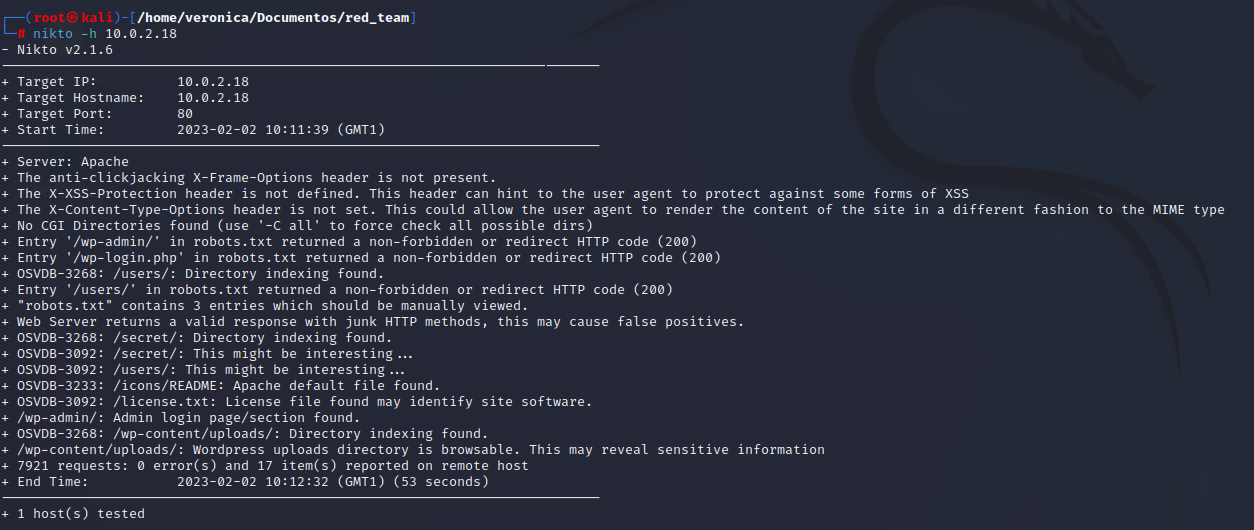 ┌──(root㉿kali)-[/home/veronica/Documentos/red_team]
└─# nikto -h 10.0.2.18
- Nikto v2.1.6
---------------------------------------------------------------------------
+ Target IP:          10.0.2.18
+ Target Hostname:    10.0.2.18
+ Target Port:        80
+ Start Time:         2023-02-02 10:11:39 (GMT1)
---------------------------------------------------------------------------
+ Server: Apache
+ The anti-clickjacking X-Frame-Options header is not present.
+ The X-XSS-Protection header is not defined. This header can hint to the user agent to protect against some forms of XSS
+ The X-Content-Type-Options header is not set. This could allow the user agent to render the content of the site in a different fashion to the MIME type
+ No CGI Directories found (use '-C all' to force check all possible dirs)
+ Entry '/wp-admin/' in robots.txt returned a non-forbidden or redirect HTTP code (200)
+ Entry '/wp-login.php' in robots.txt returned a non-forbidden or redirect HTTP code (200)
+ OSVDB-3268: /users/: Directory indexing found.
+ Entry '/users/' in robots.txt returned a non-forbidden or redirect HTTP code (200)
+ "robots.txt" contains 3 entries which should be manually viewed.
+ Web Server returns a valid response with junk HTTP methods, this may cause false positives.
+ OSVDB-3268: /secret/: Directory indexing found.
+ OSVDB-3092: /secret/: This might be interesting...
+ OSVDB-3092: /users/: This might be interesting...
+ OSVDB-3233: /icons/README: Apache default file found.
+ OSVDB-3092: /license.txt: License file found may identify site software.
+ /wp-admin/: Admin login page/section found.
+ OSVDB-3268: /wp-content/uploads/: Directory indexing found.
+ /wp-content/uploads/: Wordpress uploads directory is browsable. This may reveal sensitive information
+ 7921 requests: 0 error(s) and 17 item(s) reported on remote host
+ End Time:           2023-02-02 10:12:32 (GMT1) (53 seconds)
---------------------------------------------------------------------------
+ 1 host(s) tested